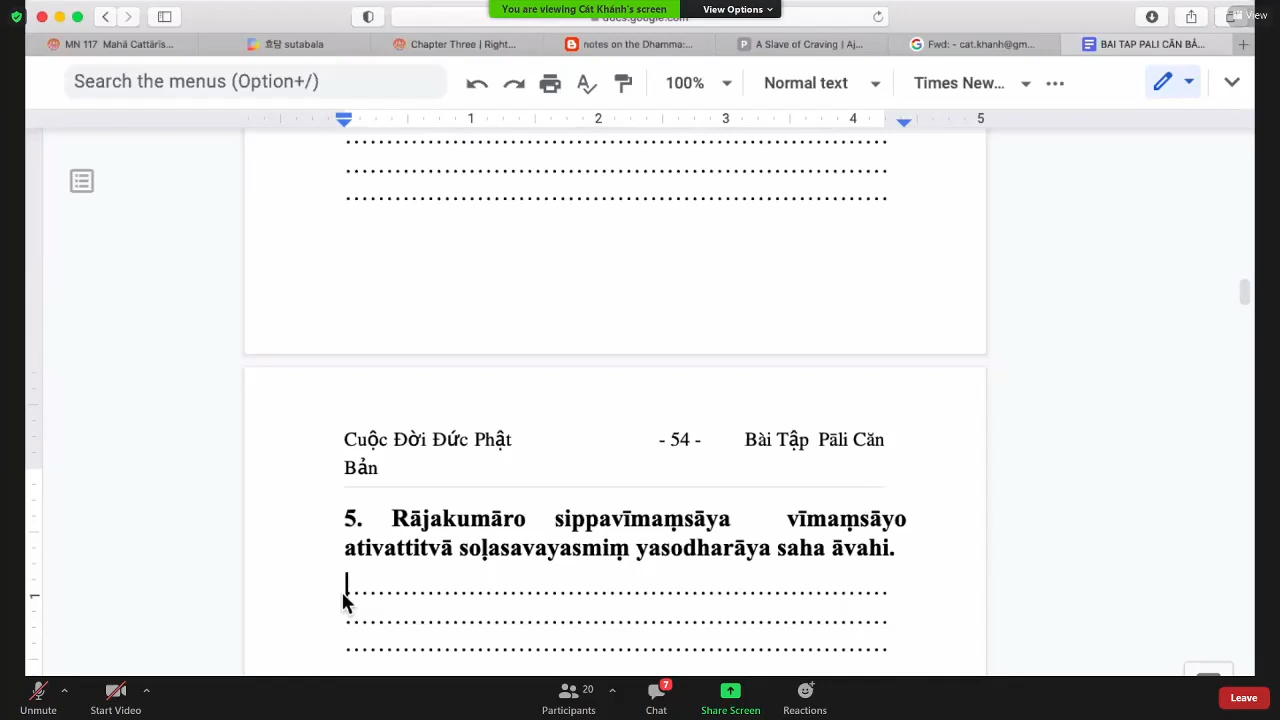 You are viewing Cát Khánh's screen
View Options
View
MN 117 Mahā Cattāris...
효담 sutabala
Chapter Three | Right...
notes on the Dhamma:...
A Slave of Craving | Aj...
Fwd: - cat.khanh@gm...
BAI TAP PALI CĂN BẢ...
Search the menus (Option+/)
100%
Normal text
Times New...
1 2 3 4 5
Cuộc Đời Đức Phật - 54 - Bài Tập Pāli Căn
Bản
5. Rājakumāro sippavīmaṃsāya vīmaṃsāyo
ativattitvā soḷasavayasmiṃ yasodharāya saha āvahi.
1
Unmute
Start Video
Participants 20
Chat 7
Share Screen
Reactions
Leave